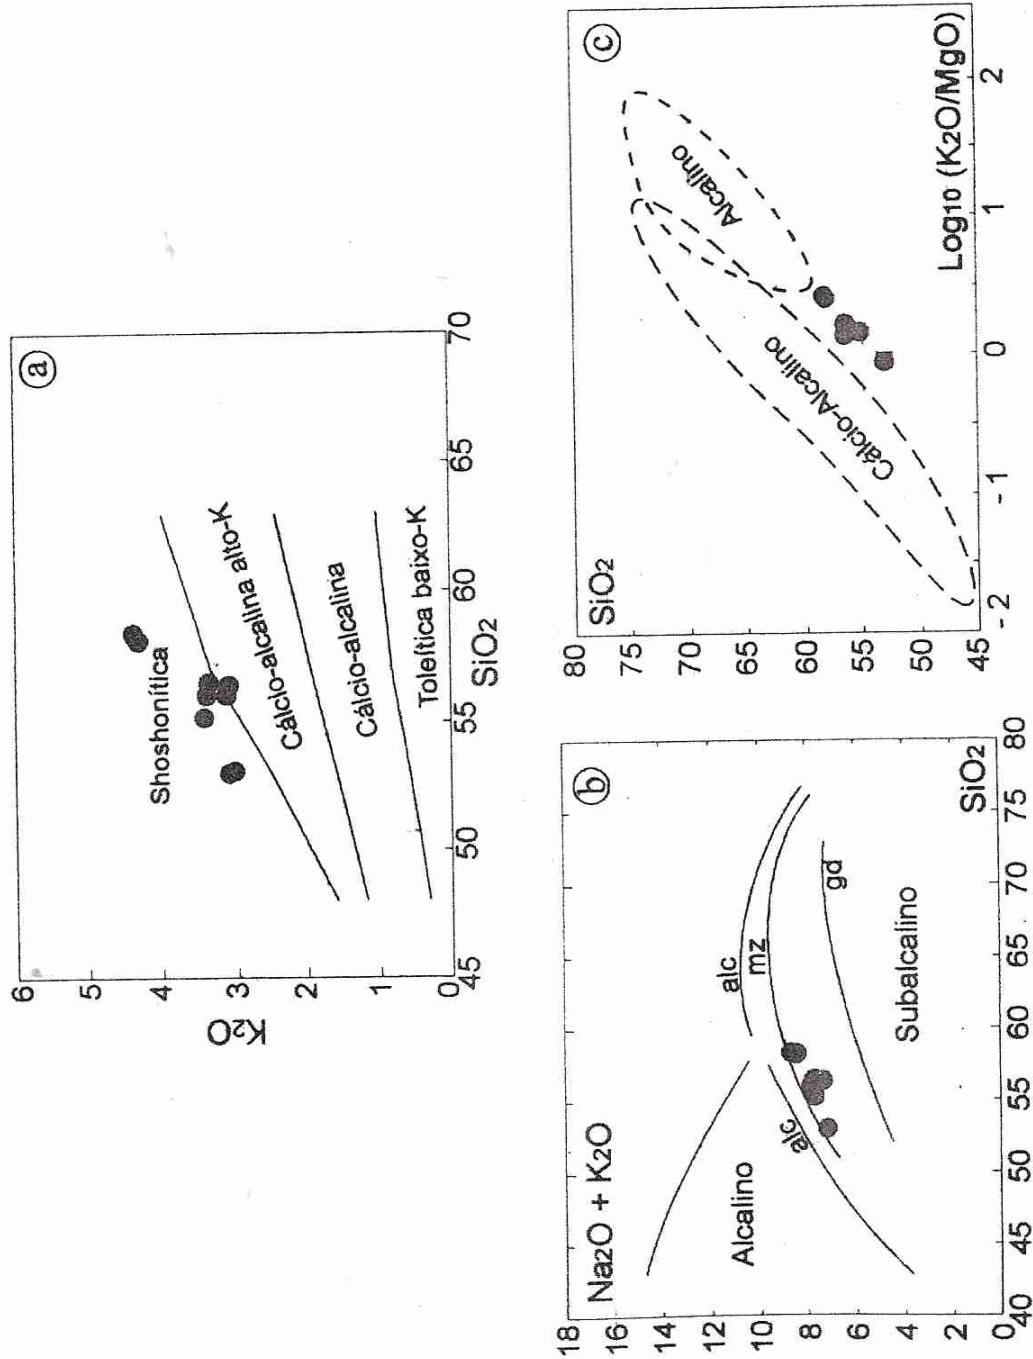 a
6
5
4
3
2
1
0
K2O
Shoshonítica
Cálcio-alcalina alto-K
Cálcio-alcalina
Toleítica baixo-K
45
50
55
60
65
70
SiO2
b
Na2O + K2O
18
16
14
12
10
8
6
4
2
0
Alcalino
alc
alc
mz
gd
Subalcalino
SiO2
40
45
50
55
60
65
70
75
80
c
SiO2
80
75
70
65
60
55
50
45
Alcalino
Cálcio-Alcalino
Log10 (K2O/MgO)
-2
-1
0
1
2